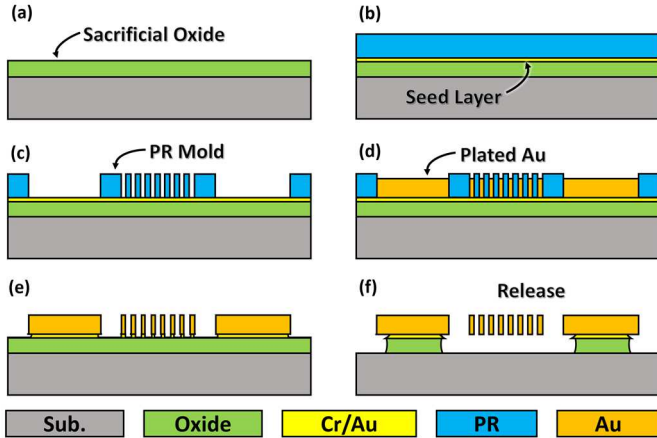 (a)
Sacrificial Oxide
(b)
Seed Layer
(c)
PR Mold
(d)
Plated Au
(e)
(f)
Release
Sub.
Oxide
Cr/Au
PR
Au